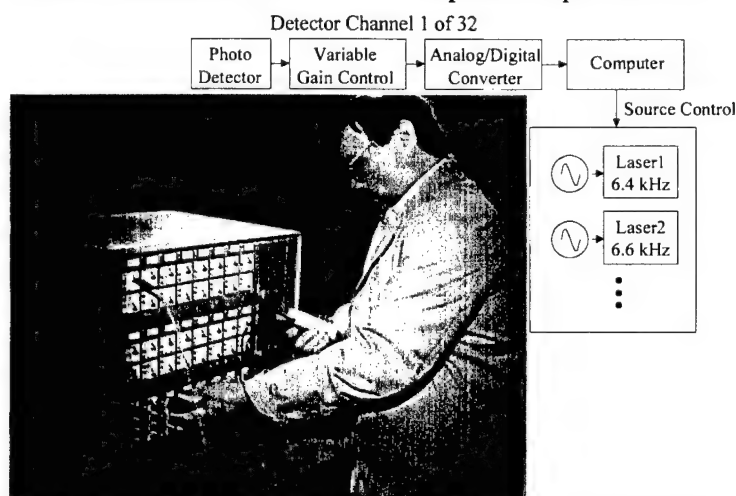 Detector Channel 1 of 32
Photo
Detector
Variable
Gain Control
Analog/Digital
Converter
Computer
Source Control
Laser1
6.4 kHz
Laser2
6.6 kHz